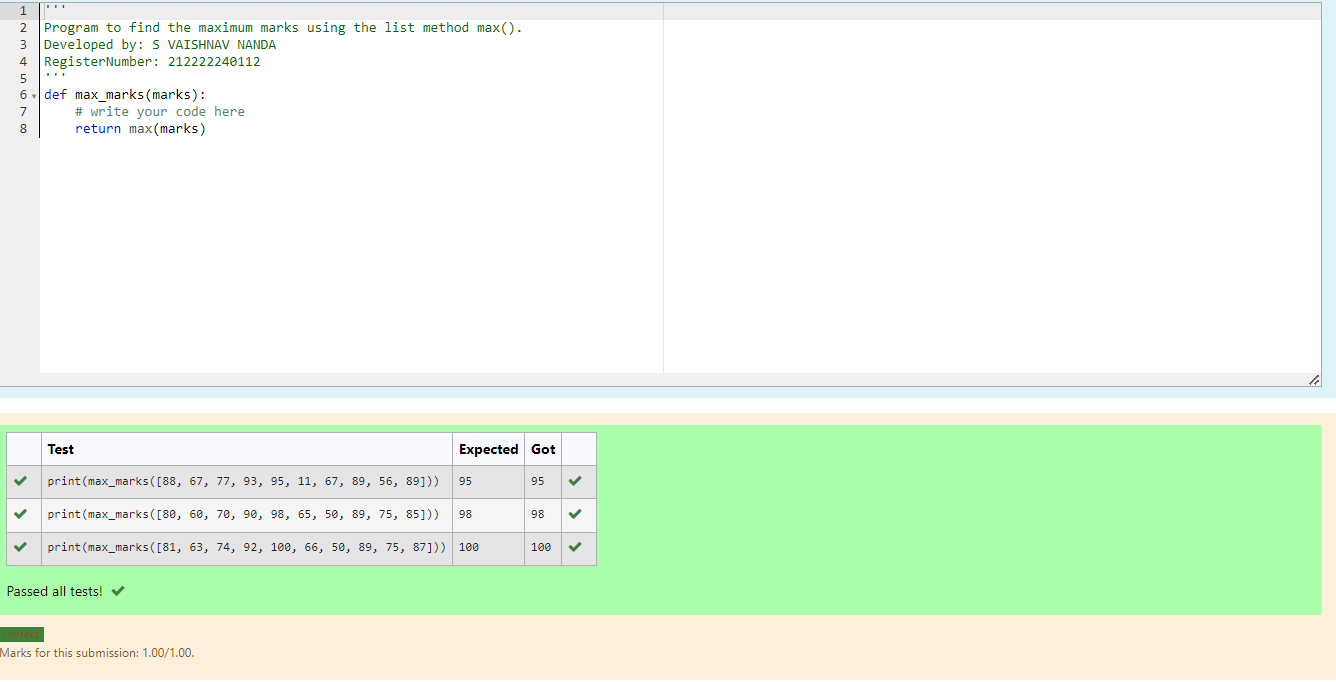 1 '''
2 Program to find the maximum marks using the list method max().
3 Developed by: S VAISHNAV NANDA
4 RegisterNumber: 212222240112
5 '''
6 def max_marks(marks):
7     # write your code here
8     return max(marks)
Test Expected Got
print(max_marks([88, 67, 77, 93, 95, 11, 67, 89, 56, 89])) 95 95
print(max_marks([80, 60, 70, 90, 98, 65, 50, 89, 75, 85])) 98 98
print(max_marks([81, 63, 74, 92, 100, 66, 50, 89, 75, 87])) 100 100
Passed all tests!
Correct
Marks for this submission: 1.00/1.00.